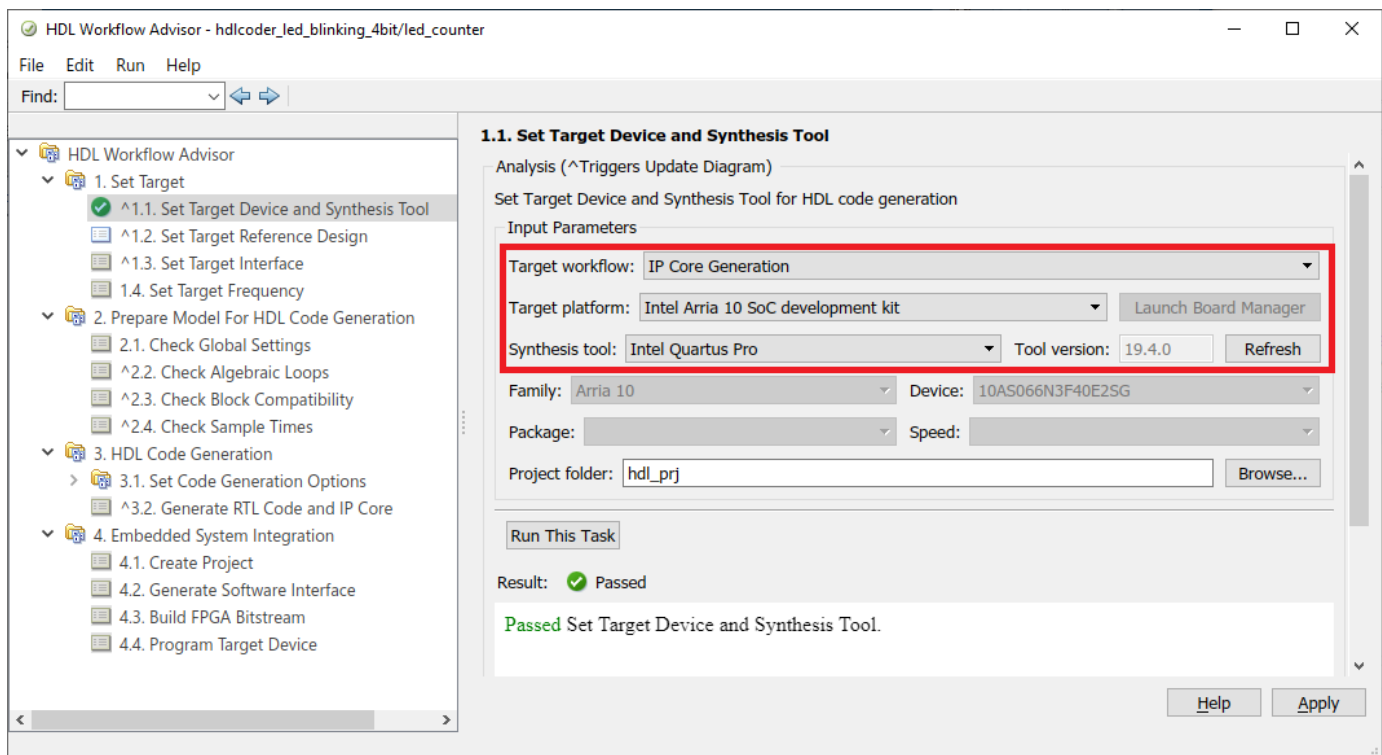 HDL Workflow Advisor - hdlcoder_led_blinking_4bit/led_counter
File Edit Run Help
Find:
HDL Workflow Advisor
1. Set Target
^1.1. Set Target Device and Synthesis Tool
^1.2. Set Target Reference Design
^1.3. Set Target Interface
1.4. Set Target Frequency
2. Prepare Model For HDL Code Generation
2.1. Check Global Settings
^2.2. Check Algebraic Loops
^2.3. Check Block Compatibility
^2.4. Check Sample Times
3. HDL Code Generation
3.1. Set Code Generation Options
^3.2. Generate RTL Code and IP Core
4. Embedded System Integration
4.1. Create Project
4.2. Generate Software Interface
4.3. Build FPGA Bitstream
4.4. Program Target Device
1.1. Set Target Device and Synthesis Tool
Analysis (^Triggers Update Diagram)
Set Target Device and Synthesis Tool for HDL code generation
Input Parameters
Target workflow: IP Core Generation
Target platform: Intel Arria 10 SoC development kit Launch Board Manager
Synthesis tool: Intel Quartus Pro Tool version: 19.4.0 Refresh
Family: Arria 10 Device: 10AS066N3F40E2SG
Package: Speed:
Project folder: hdl_prj Browse...
Run This Task
Result: Passed
Passed Set Target Device and Synthesis Tool.
Help Apply